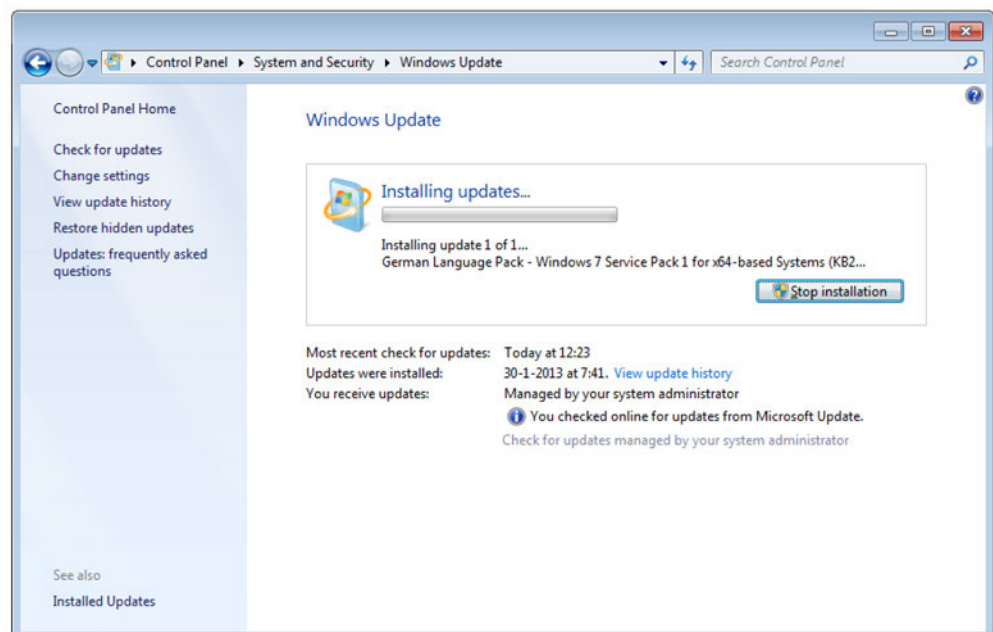 Control Panel ▸ System and Security ▸ Windows Update
Search Control Panel
Control Panel Home
Check for updates
Change settings
View update history
Restore hidden updates
Updates: frequently asked
questions
See also
Installed Updates
Windows Update
Installing updates...
Installing update 1 of 1...
German Language Pack - Windows 7 Service Pack 1 for x64-based Systems (KB2...
Stop installation
Most recent check for updates: Today at 12:23
Updates were installed: 30-1-2013 at 7:41. View update history
You receive updates: Managed by your system administrator
You checked online for updates from Microsoft Update.
Check for updates managed by your system administrator